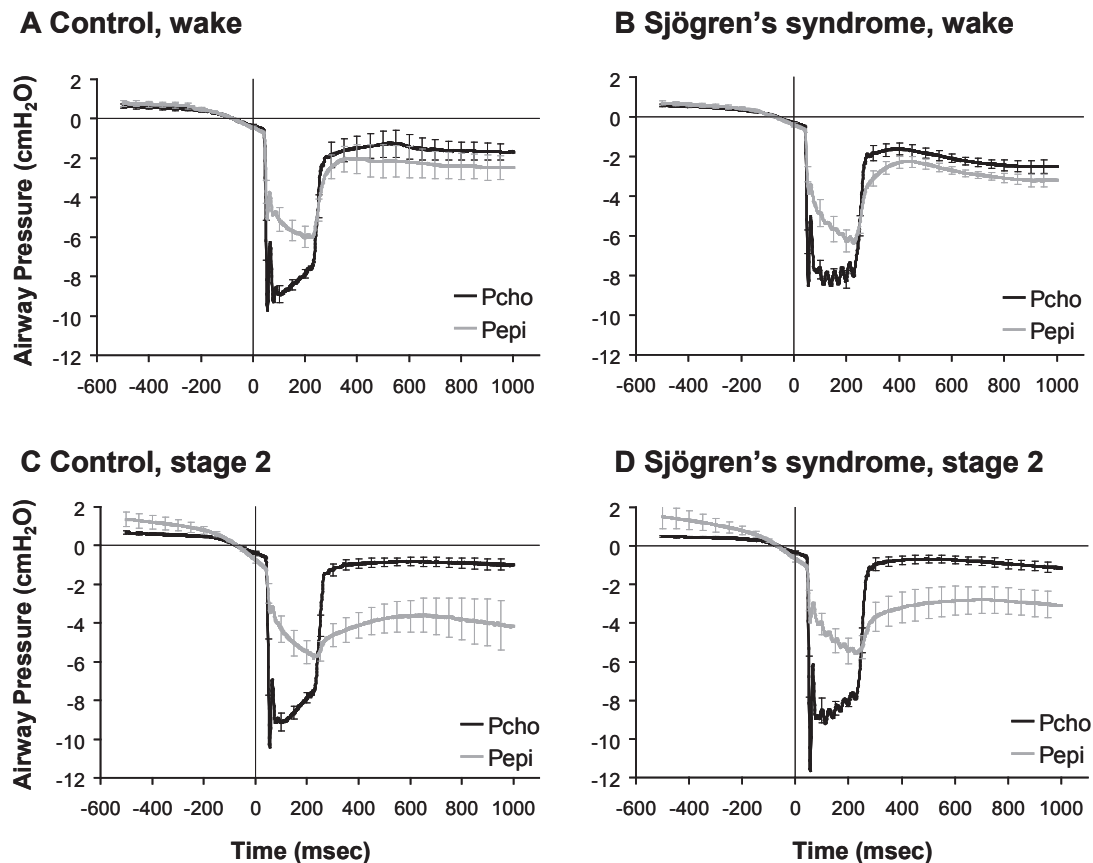 A Control, wake
B Sjögren's syndrome, wake
Airway Pressure (cmH2O)
2
0
-2
-4
-6
-8
-10
-12
-600 -400 -200 0 200 400 600 800 1000
Pcho
Pepi
2
0
-2
-4
-6
-8
-10
-12
-600 -400 -200 0 200 400 600 800 1000
Pcho
Pepi
C Control, stage 2
D Sjögren's syndrome, stage 2
Airway Pressure (cmH2O)
2
0
-2
-4
-6
-8
-10
-12
-600 -400 -200 0 200 400 600 800 1000
Pcho
Pepi
Time (msec)
2
0
-2
-4
-6
-8
-10
-12
-600 -400 -200 0 200 400 600 800 1000
Pcho
Pepi
Time (msec)